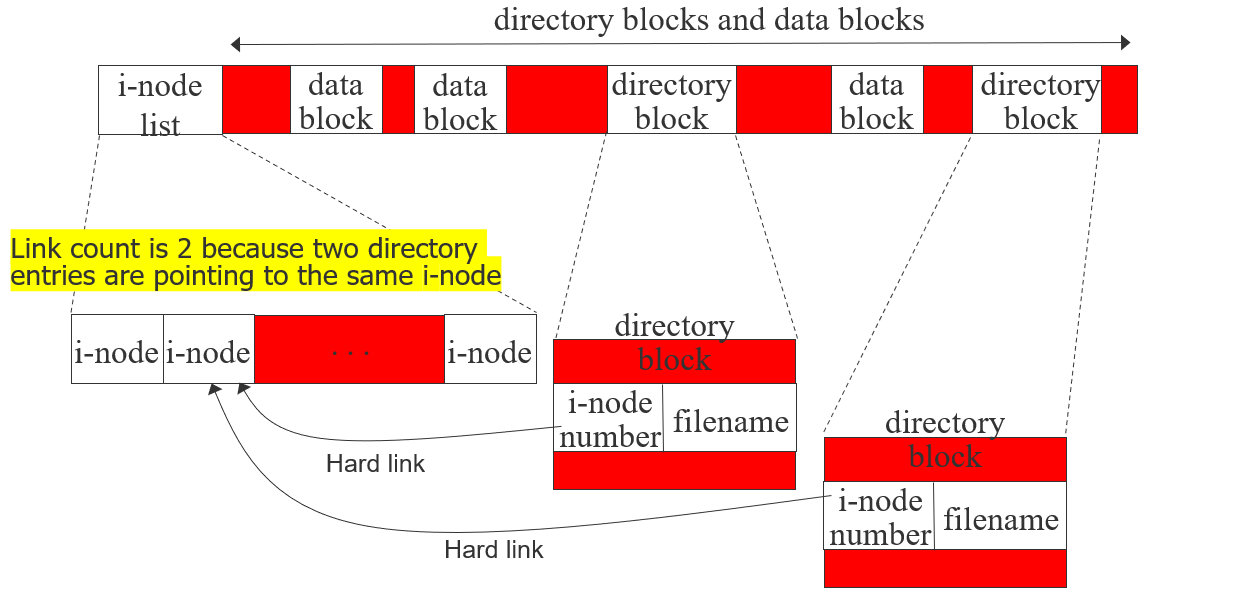 directory blocks and data blocks
i-node
list
data
block
data
block
directory
block
data
block
directory
block
Link count is 2 because two directory
entries are pointing to the same i-node
i-node
i-node
. . .
i-node
directory
block
i-node
number
filename
Hard link
directory
block
i-node
number
filename
Hard link